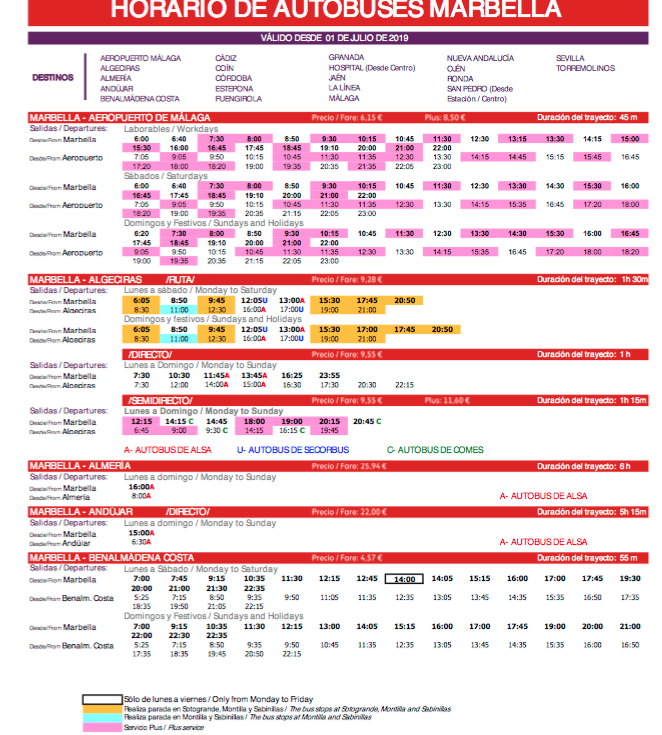 HORARIO DE AUTOBUSES MARBELLA
VÁLIDO DESDE 01 DE JULIO DE 2019
DESTINOS
AEROPUERTO MÁLAGA CÁDIZ GRANADA NUEVA ANDALUCÍA SEVILLA
ALGECIRAS COÍN HOSPITAL (Desde Centro) OJÉN TORREMOLINOS
ALMERÍA CÓRDOBA JAÉN RONDA
ANDÚJAR ESTEPONA LA LÍNEA SAN PEDRO (Desde
BENALMÁDENA COSTA FUENGIROLA MÁLAGA Estación / Centro)
MARBELLA - AEROPUERTO DE MÁLAGA Precio / Fare: 6,15 € Plus: 8,50 € Duración del trayecto: 45 m
Salidas / Departures: Laborables / Workdays
Desde/From Marbella 6:00 6:40 7:30 8:00 8:50 9:30 10:15 10:45 11:30 12:30 13:15 13:30 14:15 15:00
15:30 16:00 16:45 17:45 18:45 19:10 20:00 21:00 22:00
Desde/From Aeropuerto 7:05 9:05 9:50 10:15 10:45 11:30 11:35 12:30 13:30 14:15 14:45 15:15 15:45 16:45
17:20 18:00 18:20 19:00 19:35 20:35 21:35 22:05 23:00
Sábados / Saturdays
Desde/From Marbella 6:00 6:40 7:30 8:00 8:50 9:30 10:15 10:45 11:30 12:30 13:30 14:30 15:30 16:00
16:45 17:45 18:45 19:10 20:00 21:00 22:00
Desde/From Aeropuerto 7:05 9:05 9:50 10:15 10:45 11:30 11:35 12:30 13:30 14:15 15:35 16:45 17:20 18:00
18:20 19:00 19:35 20:35 21:15 22:05 23:00
Domingos y Festivos / Sundays and Holidays
Desde/From Marbella 6:20 7:30 8:00 8:50 9:30 10:15 10:45 11:30 12:30 13:30 14:30 15:30 16:00 16:45
17:45 18:45 19:10 20:00 21:00 22:00
Desde/From Aeropuerto 9:05 9:50 10:15 10:45 11:30 11:35 12:30 13:30 14:15 15:35 16:45 17:20 18:00 18:20
19:00 19:35 20:35 21:15 22:05 23:00
MARBELLA - ALGECIRAS /RUTA/ Precio / Fare: 9,28 € Duración del trayecto: 1h 30m
Salidas / Departures: Lunes a sábado / Monday to Saturday
Desde/From Marbella 6:05 8:50 9:45 12:05U 13:00A 15:30 17:45 20:50
Desde/From Algeciras 8:30 11:00 12:30 16:00A 17:00U 19:00 21:00
Domingos y festivos / Sundays and Holidays
Desde/From Marbella 6:05 8:50 9:45 12:05U 13:00A 15:30 17:00 17:45 20:50
Desde/From Algeciras 8:30 11:00 12:30 16:00A 17:00U 19:00 21:00
/DIRECTO/ Precio / Fare: 9,55 € Duración del trayecto: 1 h
Salidas / Departures: Lunes a Domingo / Monday to Sunday
Desde/From Marbella 7:30 10:30 11:45A 13:45A 16:25 23:55
Desde/From Algeciras 7:30 12:00 14:00A 15:00A 16:30 17:30 20:30 22:15
/SEMIDIRECTO/ Precio / Fare: 9,55 € Plus: 11,60 € Duración del trayecto: 1h 15m
Salidas / Departures: Lunes a Domingo / Monday to Sunday
Desde/From Marbella 12:15 14:15 C 14:45 18:00 19:00 20:15 20:45 C
Desde/From Algeciras 6:45 9:00 9:30 C 14:15 16:15 C 19:45
A- AUTOBUS DE ALSA U- AUTOBUS DE SECORBUS C- AUTOBUS DE COMES
MARBELLA - ALMERÍA Precio / Fare: 25,94 € Duración del trayecto: 6 h
Salidas / Departures: Lunes a domingo / Monday to Sunday
Desde/From Marbella 16:00A
Desde/From Almería 8:00A A- AUTOBUS DE ALSA
MARBELLA - ANDÚJAR /DIRECTO/ Precio / Fare: 22,00 € Duración del trayecto: 5h 15m
Salidas / Departures: Lunes a domingo / Monday to Sunday
Desde/From Marbella 15:00A
Desde/From Andújar 6:30A A- AUTOBUS DE ALSA
MARBELLA - BENALMÁDENA COSTA Precio / Fare: 4,57 € Duración del trayecto: 55 m
Salidas / Departures: Lunes a Sábado / Monday to Saturday
Desde/From Marbella 7:00 7:45 9:15 10:35 11:30 12:15 12:45 14:00 14:05 15:15 16:00 17:00 17:45 19:30
20:00 21:00 21:30 22:35
Desde/From Benalm. Costa 5:25 7:15 8:50 9:35 9:50 11:05 11:35 12:35 13:05 13:45 14:35 15:35 16:50 17:35
18:35 19:50 21:05 22:15
Domingos y Festivos / Sundays and Holidays
Desde/From Marbella 7:00 9:15 10:35 11:30 12:15 13:00 14:05 15:15 16:00 17:00 17:45 19:00 20:00 21:00
22:00 22:30 22:35
Desde/From Benalm. Costa 5:25 7:15 8:50 9:35 9:50 10:45 11:35 12:35 13:05 13:45 14:35 15:35 16:00 16:50
17:35 18:35 19:45 20:50 22:15
Sólo de lunes a viernes / Only from Monday to Friday
Realiza parada en Sotogrande, Montilla y Sabinillas / The bus stops at Sotogrande, Montilla and Sabinillas
Realiza parada en Montilla y Sabinillas / The bus stops at Montilla and Sabinillas
Servicio Plus / Plus service